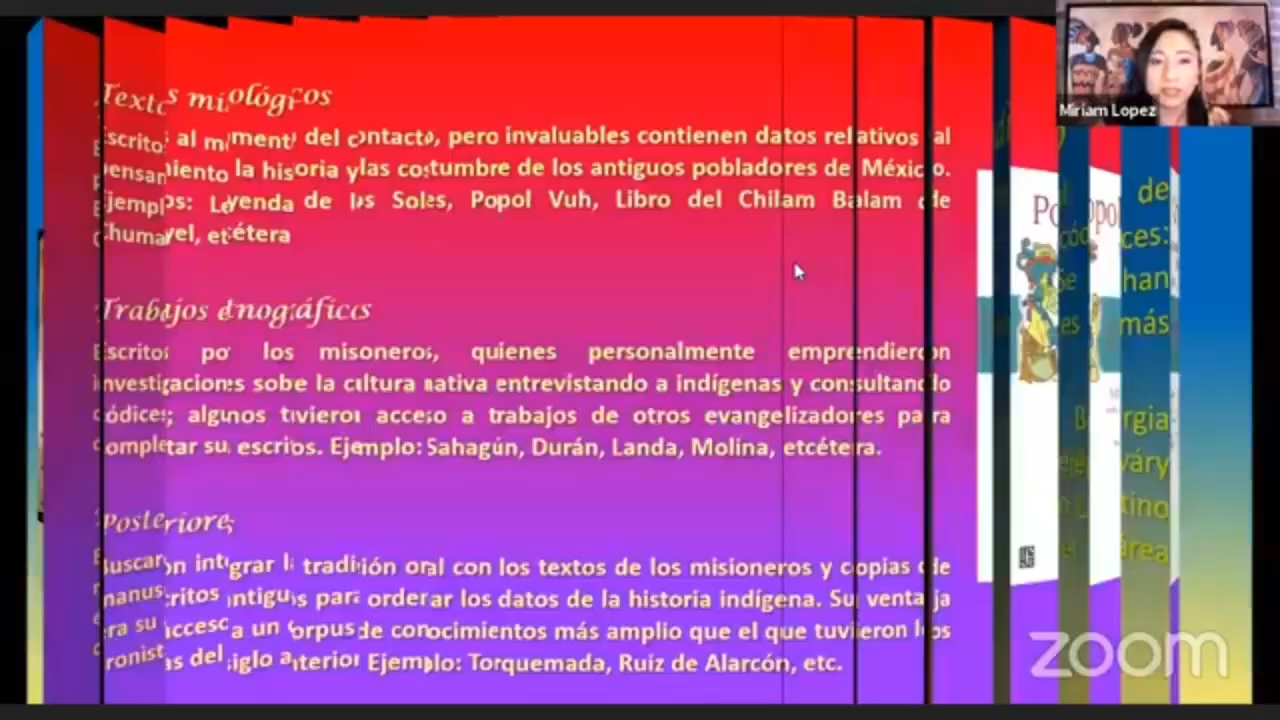 Textos mitológicos
Escritos al momento del contacto, pero invaluables contienen datos relativos al
pensamiento la historia y las costumbre de los antiguos pobladores de México.
Ejemplos: Leyenda de los Soles, Popol Vuh, Libro del Chilam Balam de
Chumayel, etcétera
Trabajos etnográficos
Escritos por los misoneros, quienes personalmente emprendieron
investigaciones sobe la cultura nativa entrevistando a indígenas y consultando
códices; algunos tuvieron acceso a trabajos de otros evangelizadores para
completar sus escritos. Ejemplo: Sahagún, Durán, Landa, Molina, etcétera.
Posteriores
Buscaron integrar la tradición oral con los textos de los misioneros y copias de
manuscritos antiguos para ordenar los datos de la historia indígena. Su ventaja
era su acceso a un corpus de conocimientos más amplio que el que tuvieron los
cronistas del siglo anterior Ejemplo: Torquemada, Ruiz de Alarcón, etc.
Miriam Lopez
de
han
más
zoom